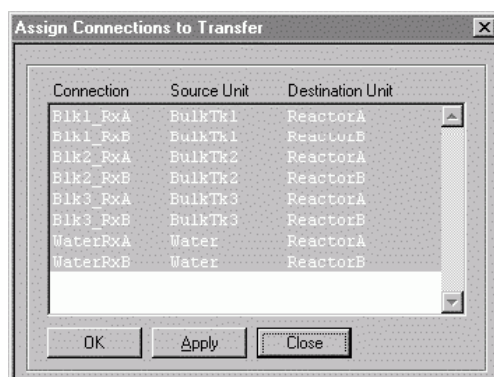 Assign Connections to Transfer
Connection Source Unit Destination Unit
Blk1_RxA BulkTk1 ReactorA
Blk1_RxB BulkTk1 ReactorB
Blk2_RxA BulkTk2 ReactorA
Blk2_RxB BulkTk2 ReactorB
Blk3_RxA BulkTk3 ReactorA
Blk3_RxB BulkTk3 ReactorB
WaterRxA Water ReactorA
WaterRxB Water ReactorB
OK Apply Close